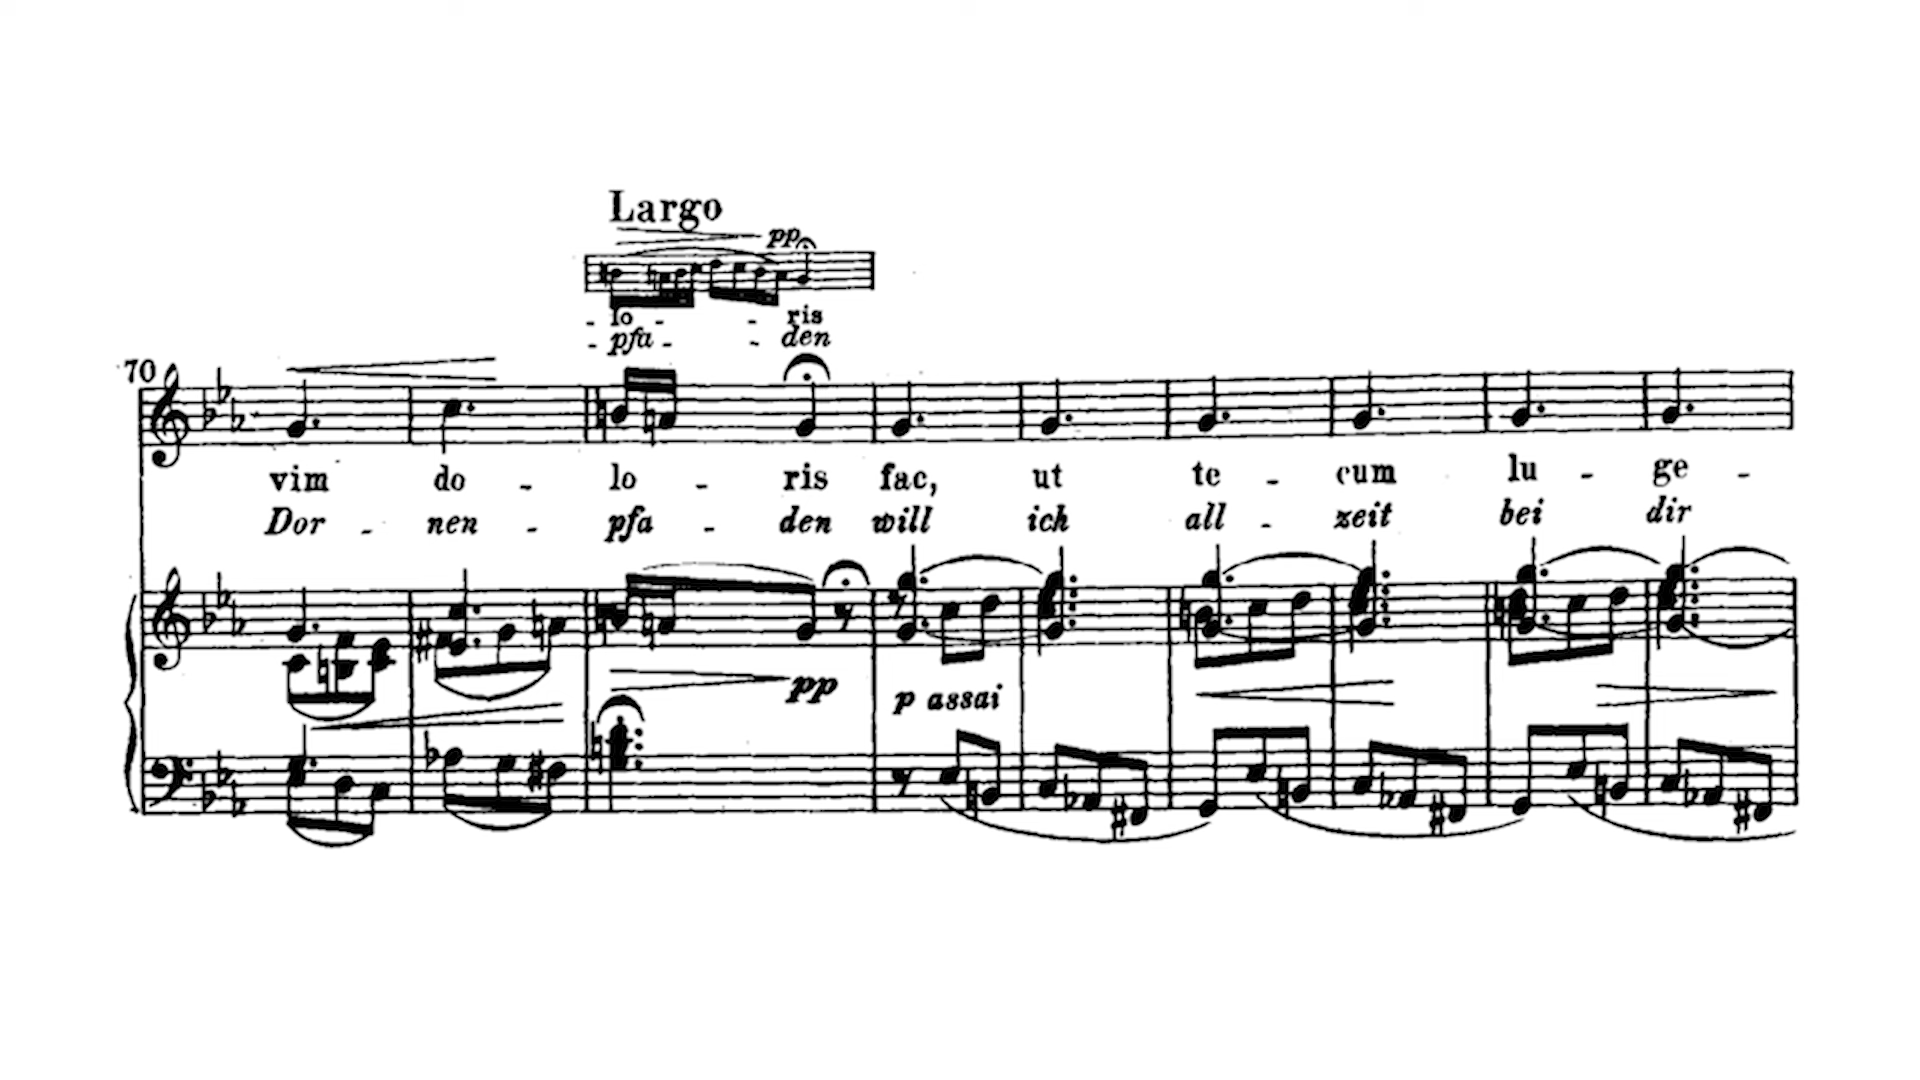 Largo
pp
- lo - - ris
- pfa - - den
70
vim do - lo - ris fac, ut te - cum lu - ge -
Dor - nen - pfa - den will ich all - zeit bei dir
pp p assai